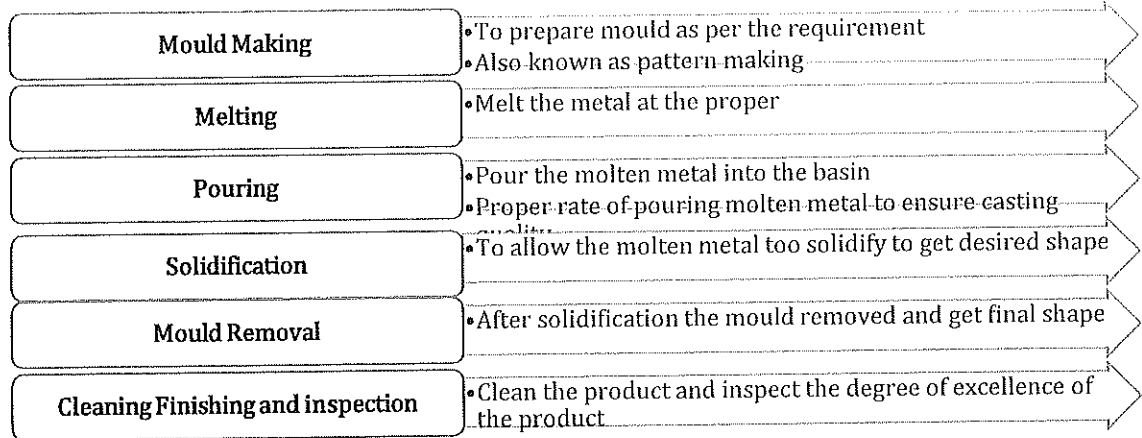 Mould Making
•To prepare mould as per the requirement
•Also known as pattern making
Melting
•Melt the metal at the proper
Pouring
•Pour the molten metal into the basin
•Proper rate of pouring molten metal to ensure casting
quality
Solidification
•To allow the molten metal too solidify to get desired shape
Mould Removal
•After solidification the mould removed and get final shape
Cleaning Finishing and inspection
•Clean the product and inspect the degree of excellence of
the product